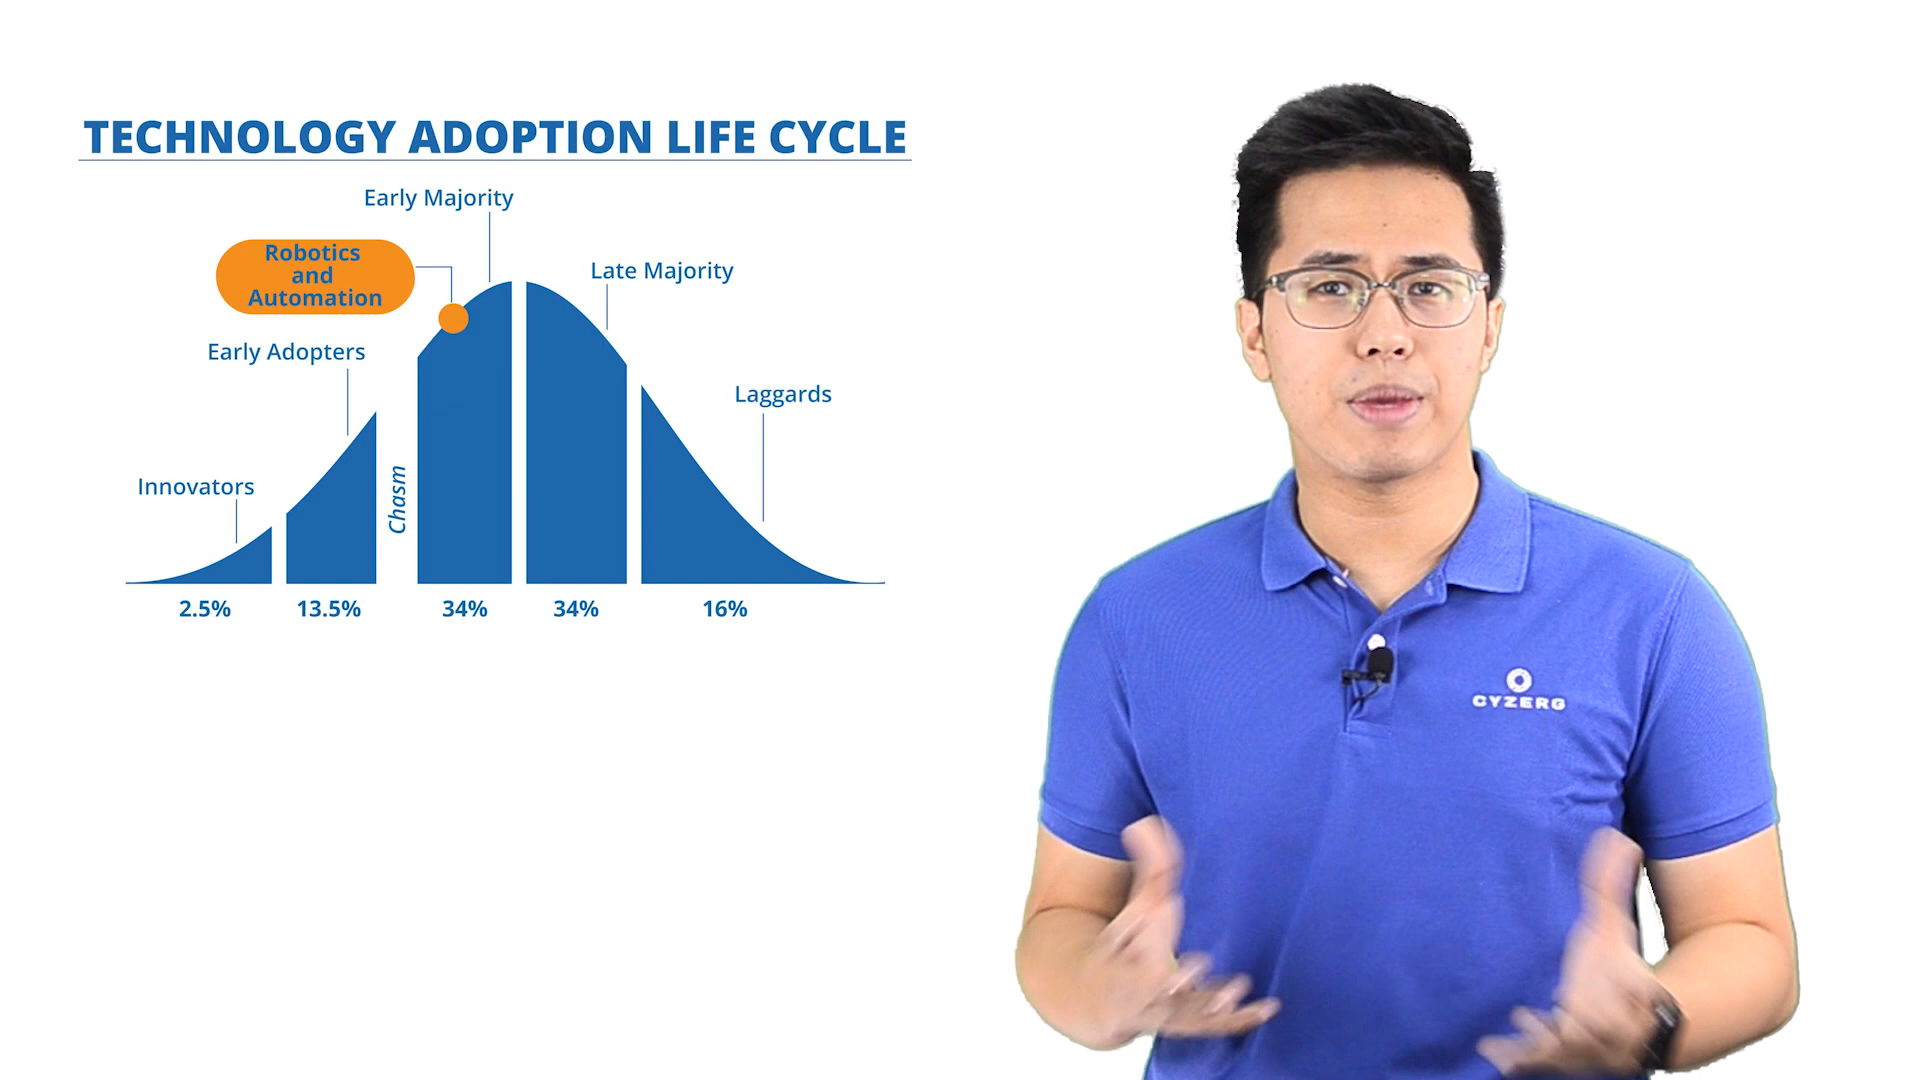 TECHNOLOGY ADOPTION LIFE CYCLE
Early Majority
Robotics
and
Automation
Late Majority
Early Adopters
Laggards
Innovators
Chasm
2.5%
13.5%
34%
34%
16%
CYZERG